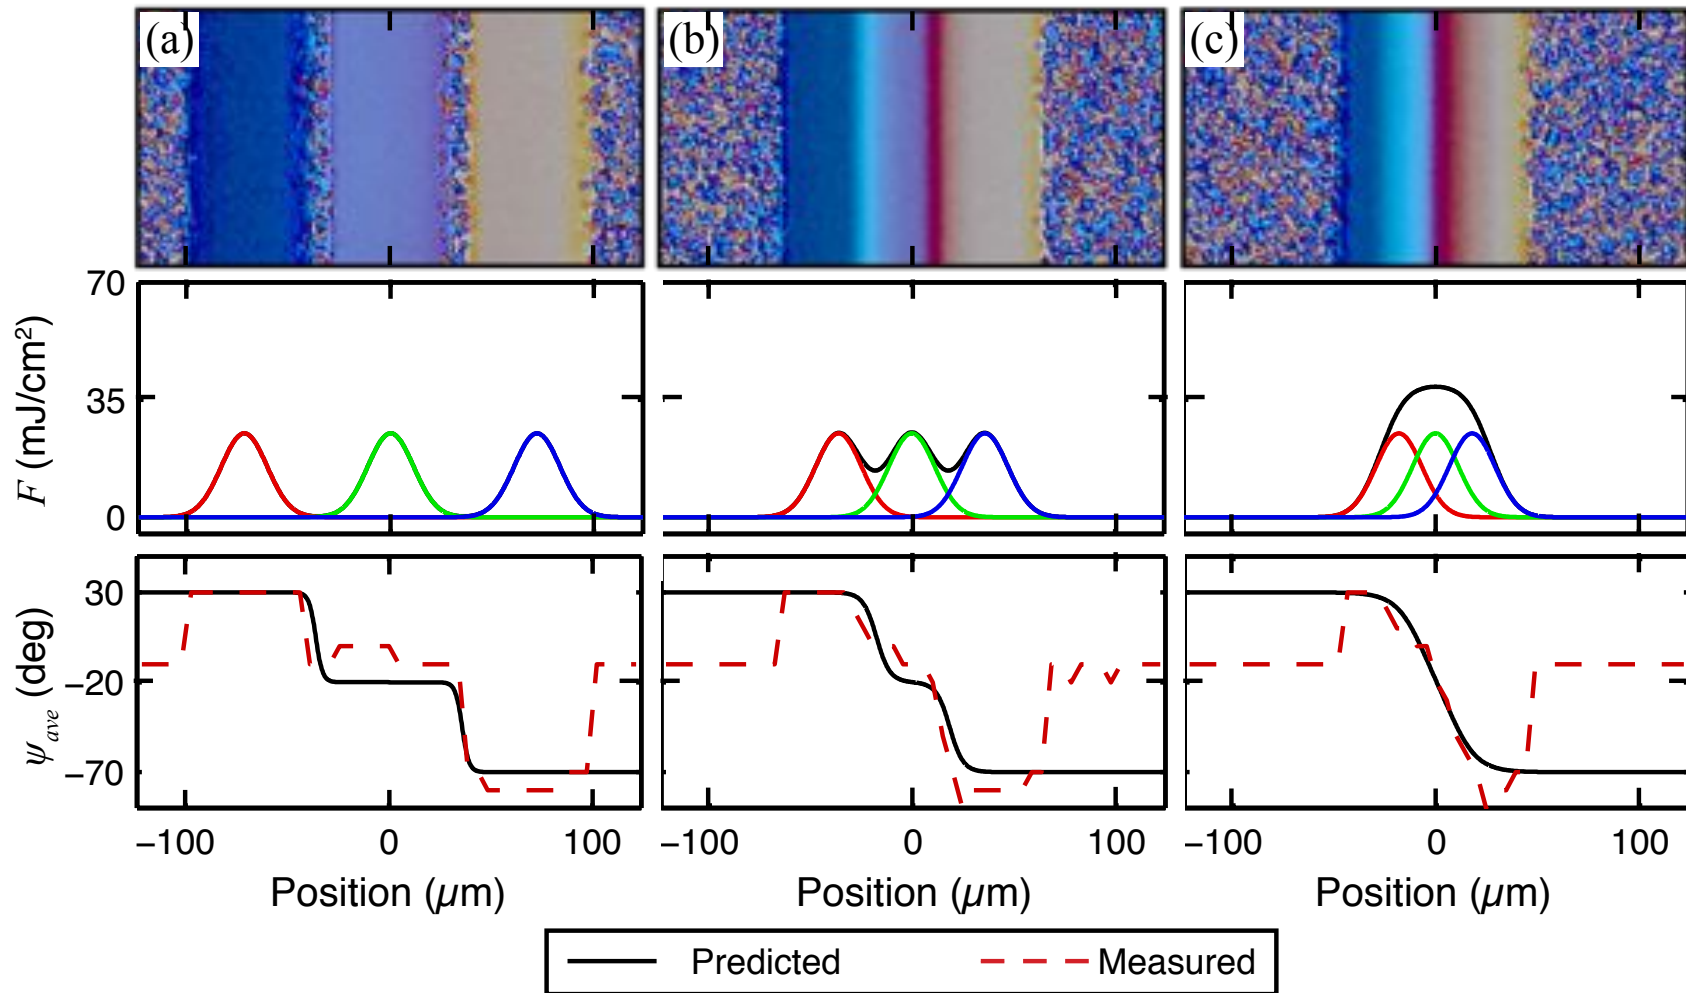 (a) (b) (c)
F (mJ/cm²)
70
35
0
ψave (deg)
30
−20
−70
−100 0 100 −100 0 100 −100 0 100
Position (µm) Position (µm) Position (µm)
Predicted Measured